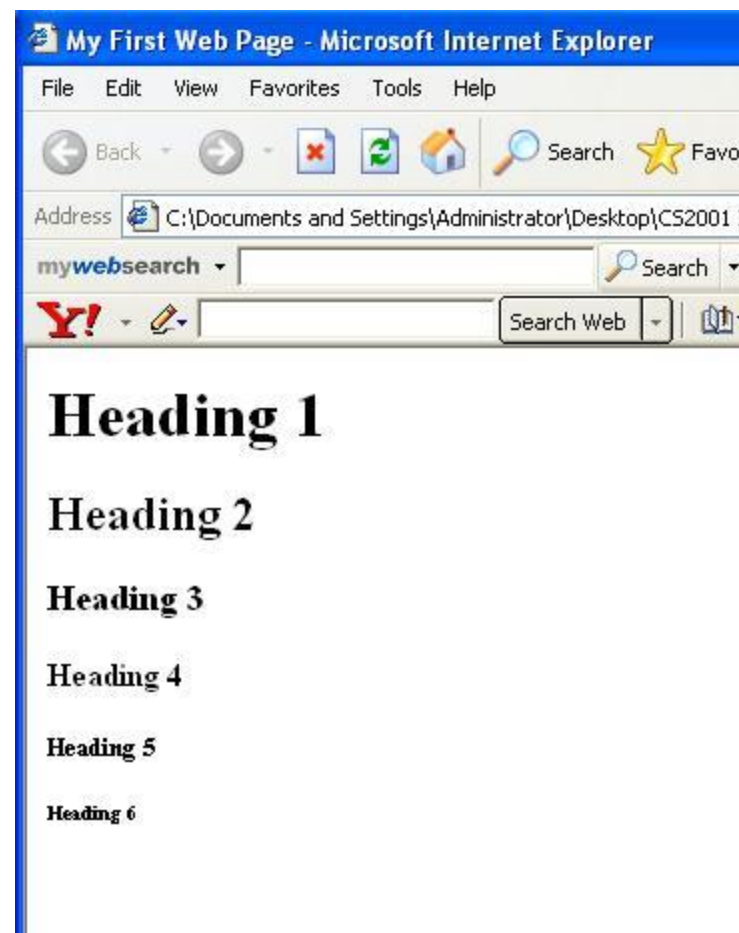 My First Web Page - Microsoft Internet Explorer
File Edit View Favorites Tools Help
Back Search Favo
Address C:\Documents and Settings\Administrator\Desktop\CS2001
mywebsearch Search
Y! Search Web
Heading 1
Heading 2
Heading 3
Heading 4
Heading 5
Heading 6